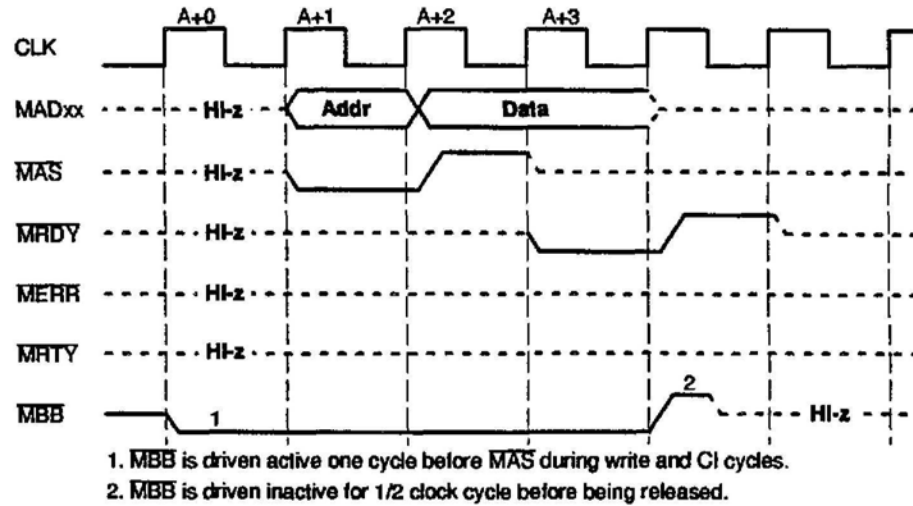 A+0 A+1 A+2 A+3
CLK
MADxx HI-z Addr Data
MAS HI-z
MRDY HI-z
MERR HI-z
MRTY HI-z
MBB 1 2 HI-z
1. MBB is driven active one cycle before MAS during write and CI cycles.
2. MBB is driven inactive for 1/2 clock cycle before being released.